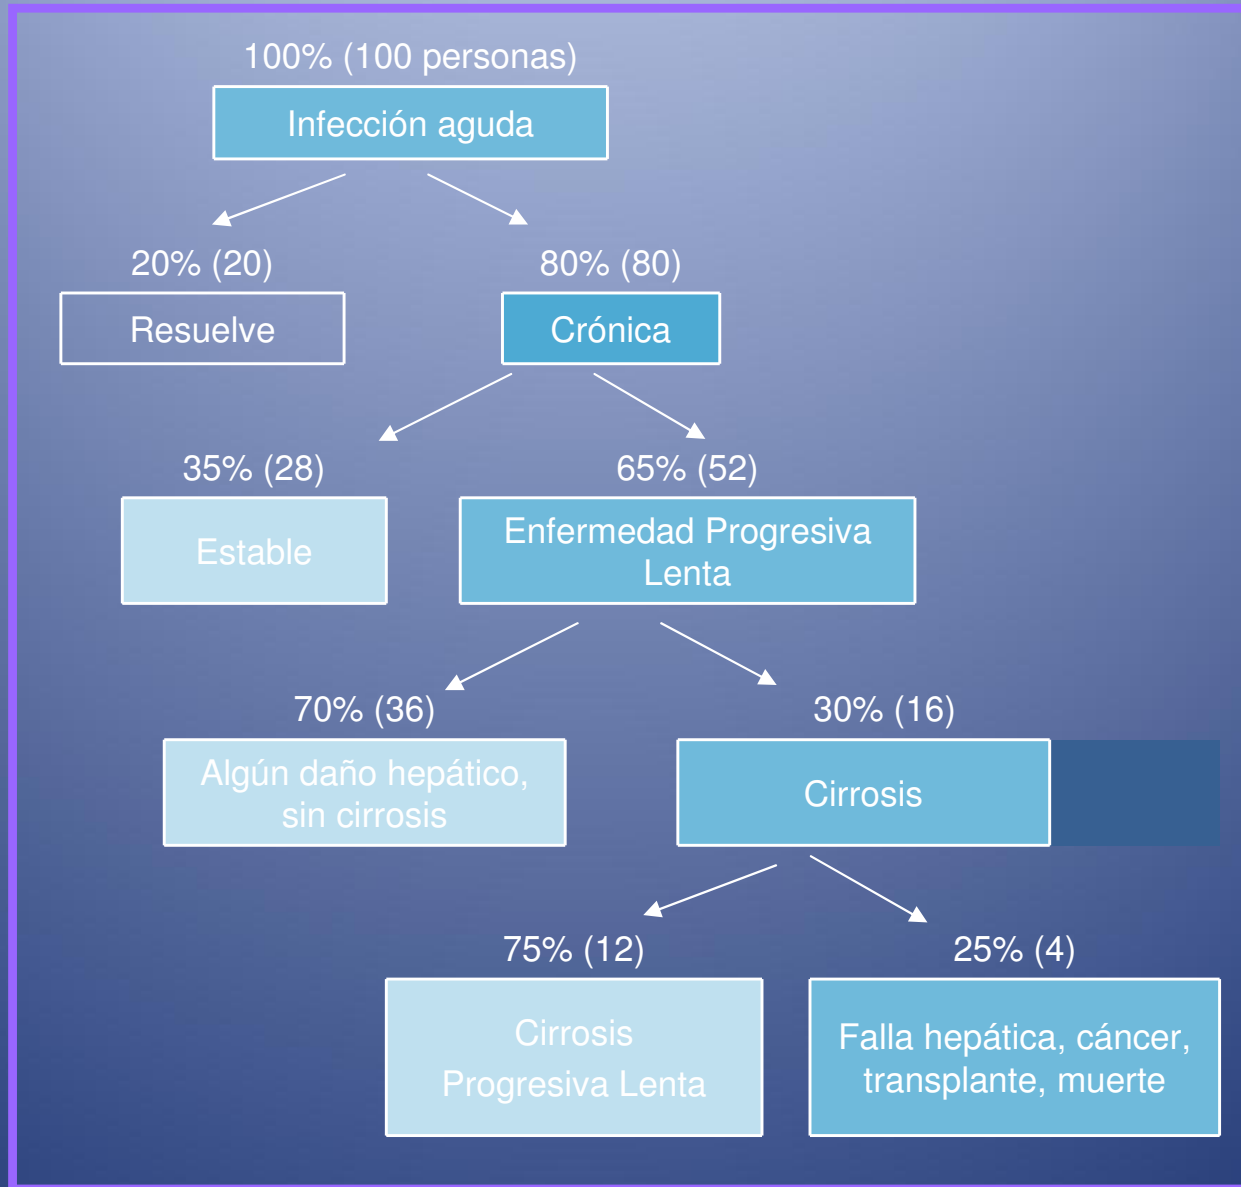 100% (100 personas)
Infección aguda
20% (20)
80% (80)
Resuelve
Crónica
35% (28)
65% (52)
Estable
Enfermedad Progresiva
Lenta
70% (36)
30% (16)
Algún daño hepático,
sin cirrosis
Cirrosis
75% (12)
25% (4)
Cirrosis
Progresiva Lenta
Falla hepática, cáncer,
transplante, muerte